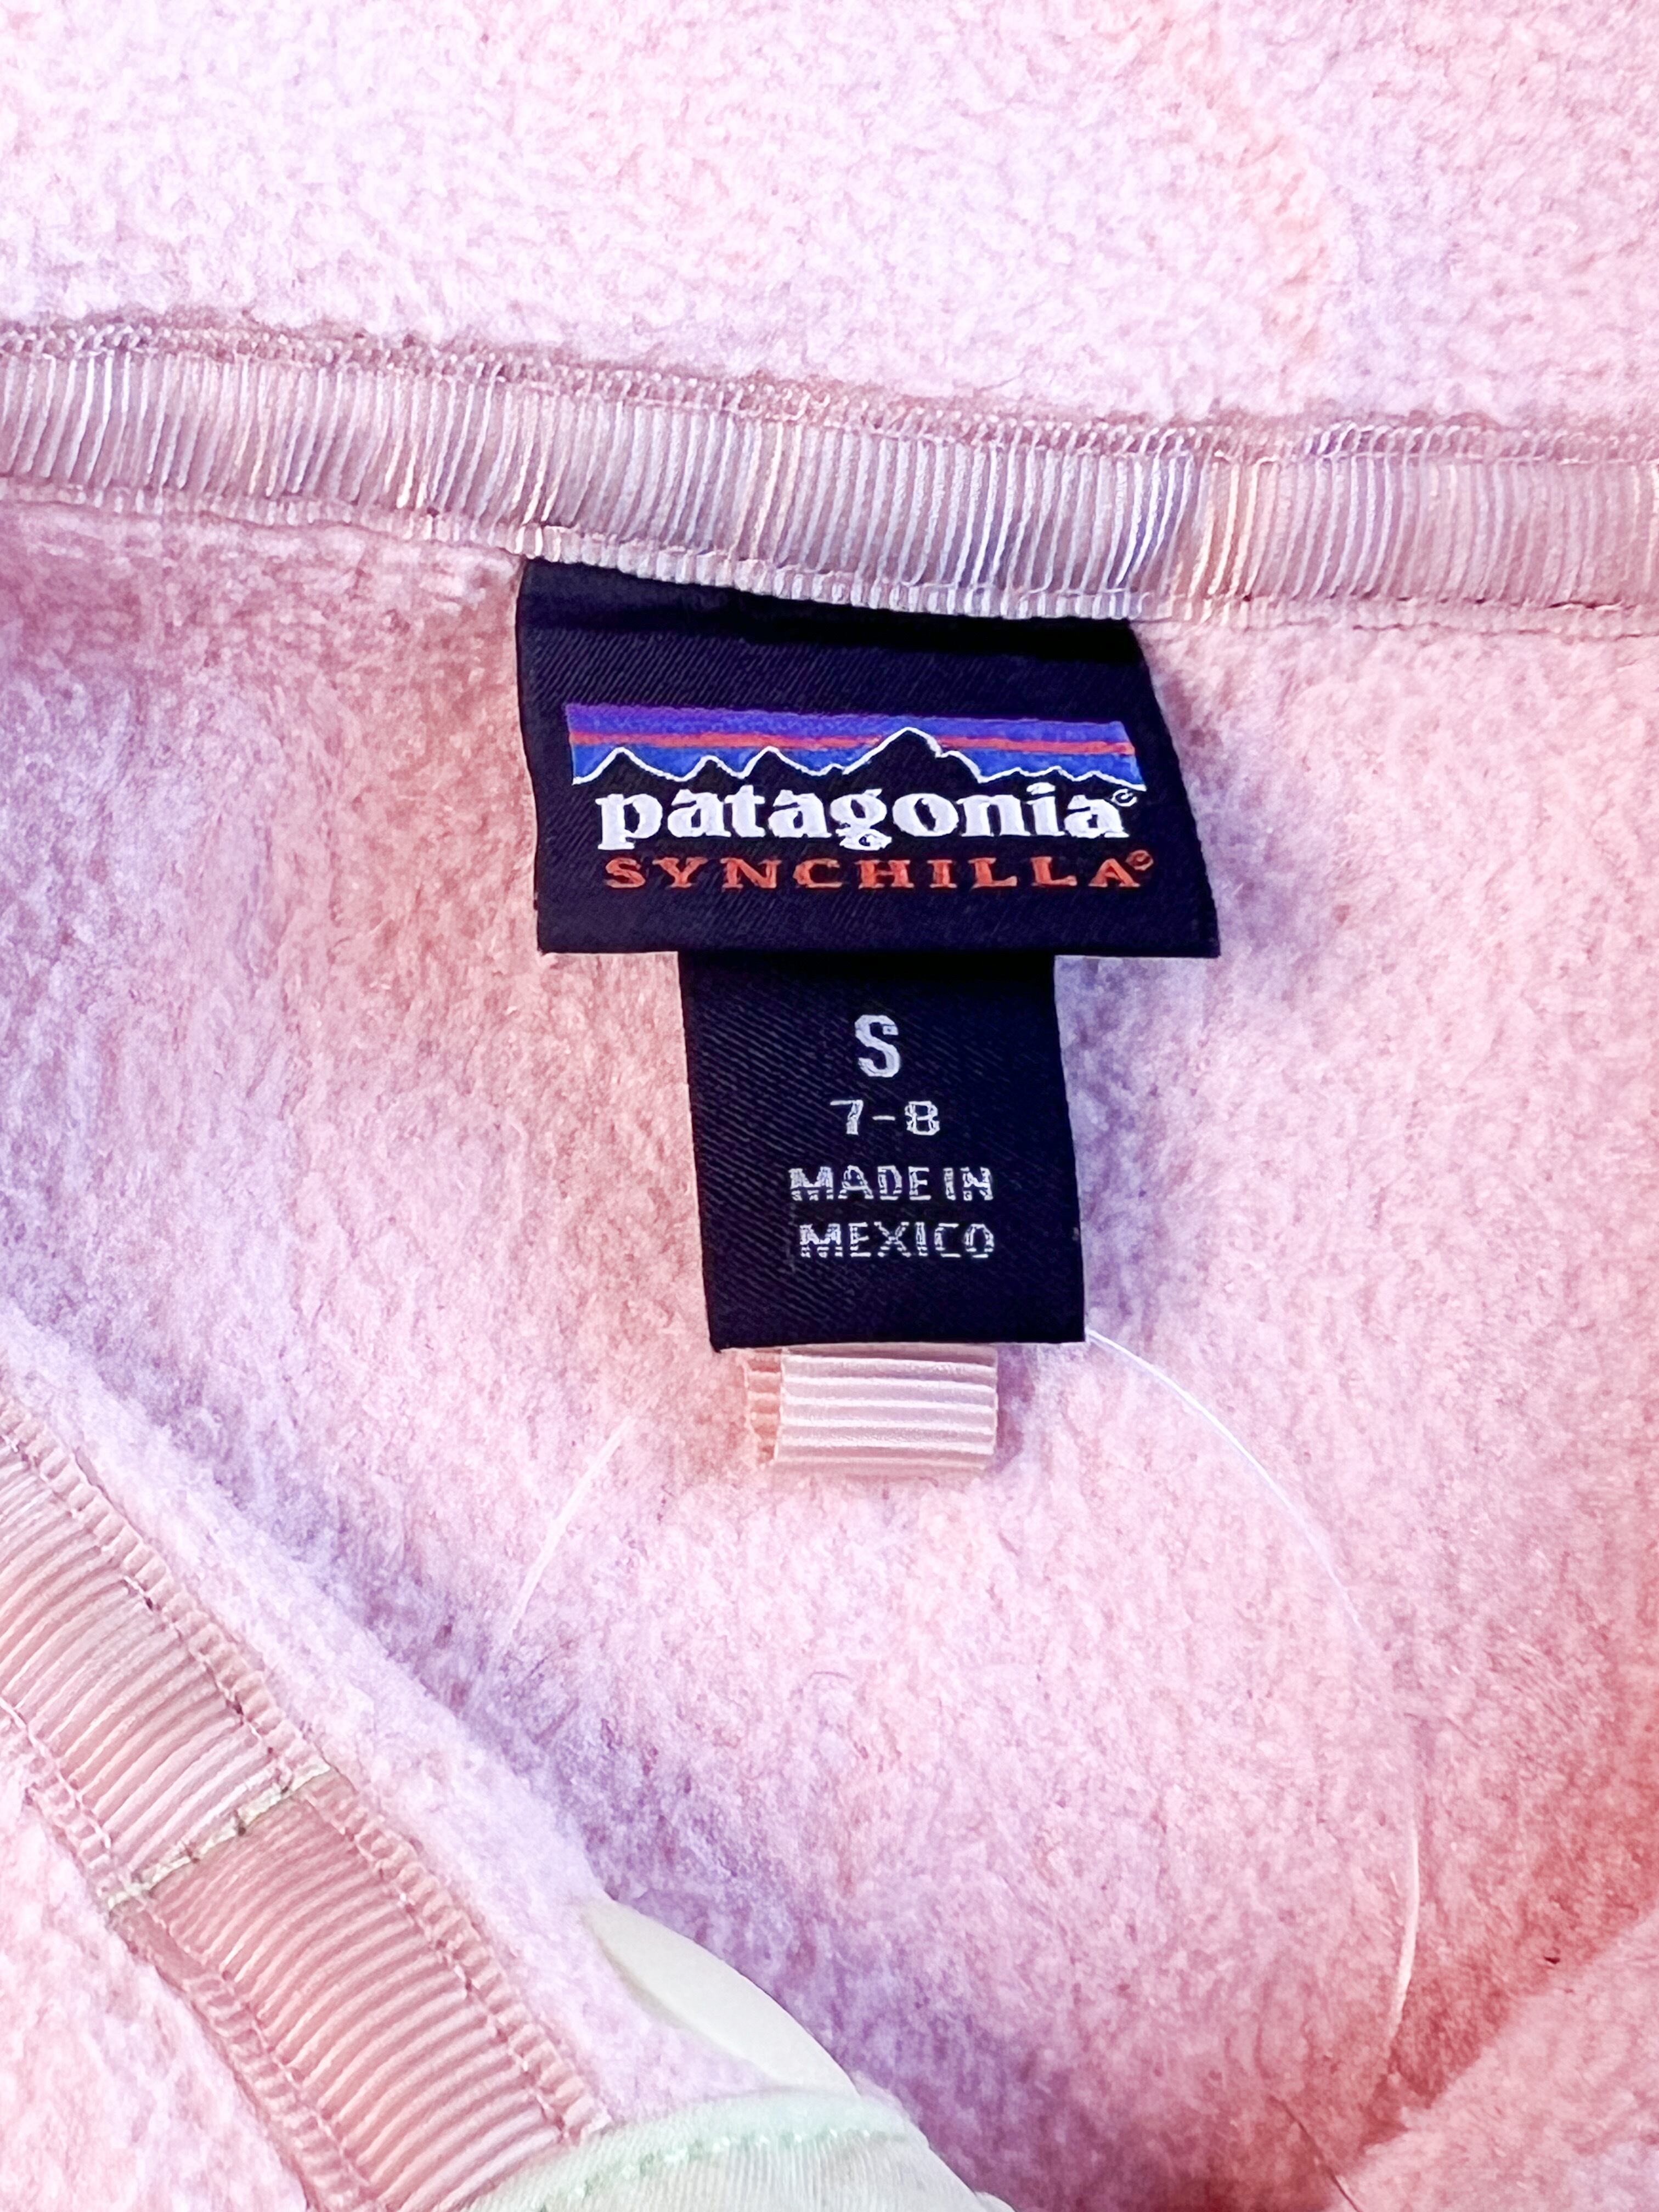 patagonia®
SYNCHILLA®
S
7-8
MADE IN
MEXICO